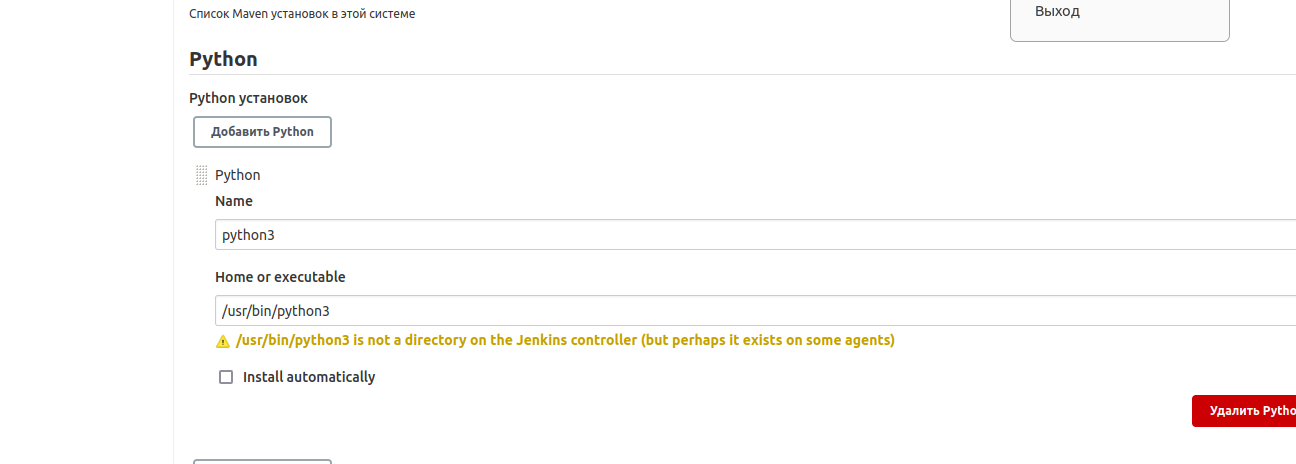 Список Maven установок в этой системе
Выход
Python
Python установок
Добавить Python
Python
Name
python3
Home or executable
/usr/bin/python3
/usr/bin/python3 is not a directory on the Jenkins controller (but perhaps it exists on some agents)
Install automatically
Удалить Pytho